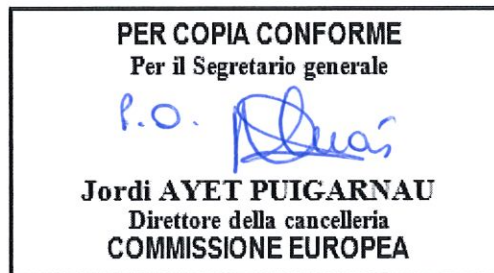 PER COPIA CONFORME
Per il Segretario generale
P.O.
Jordi AYET PUIGARNAU
Direttore della cancelleria
COMMISSIONE EUROPEA